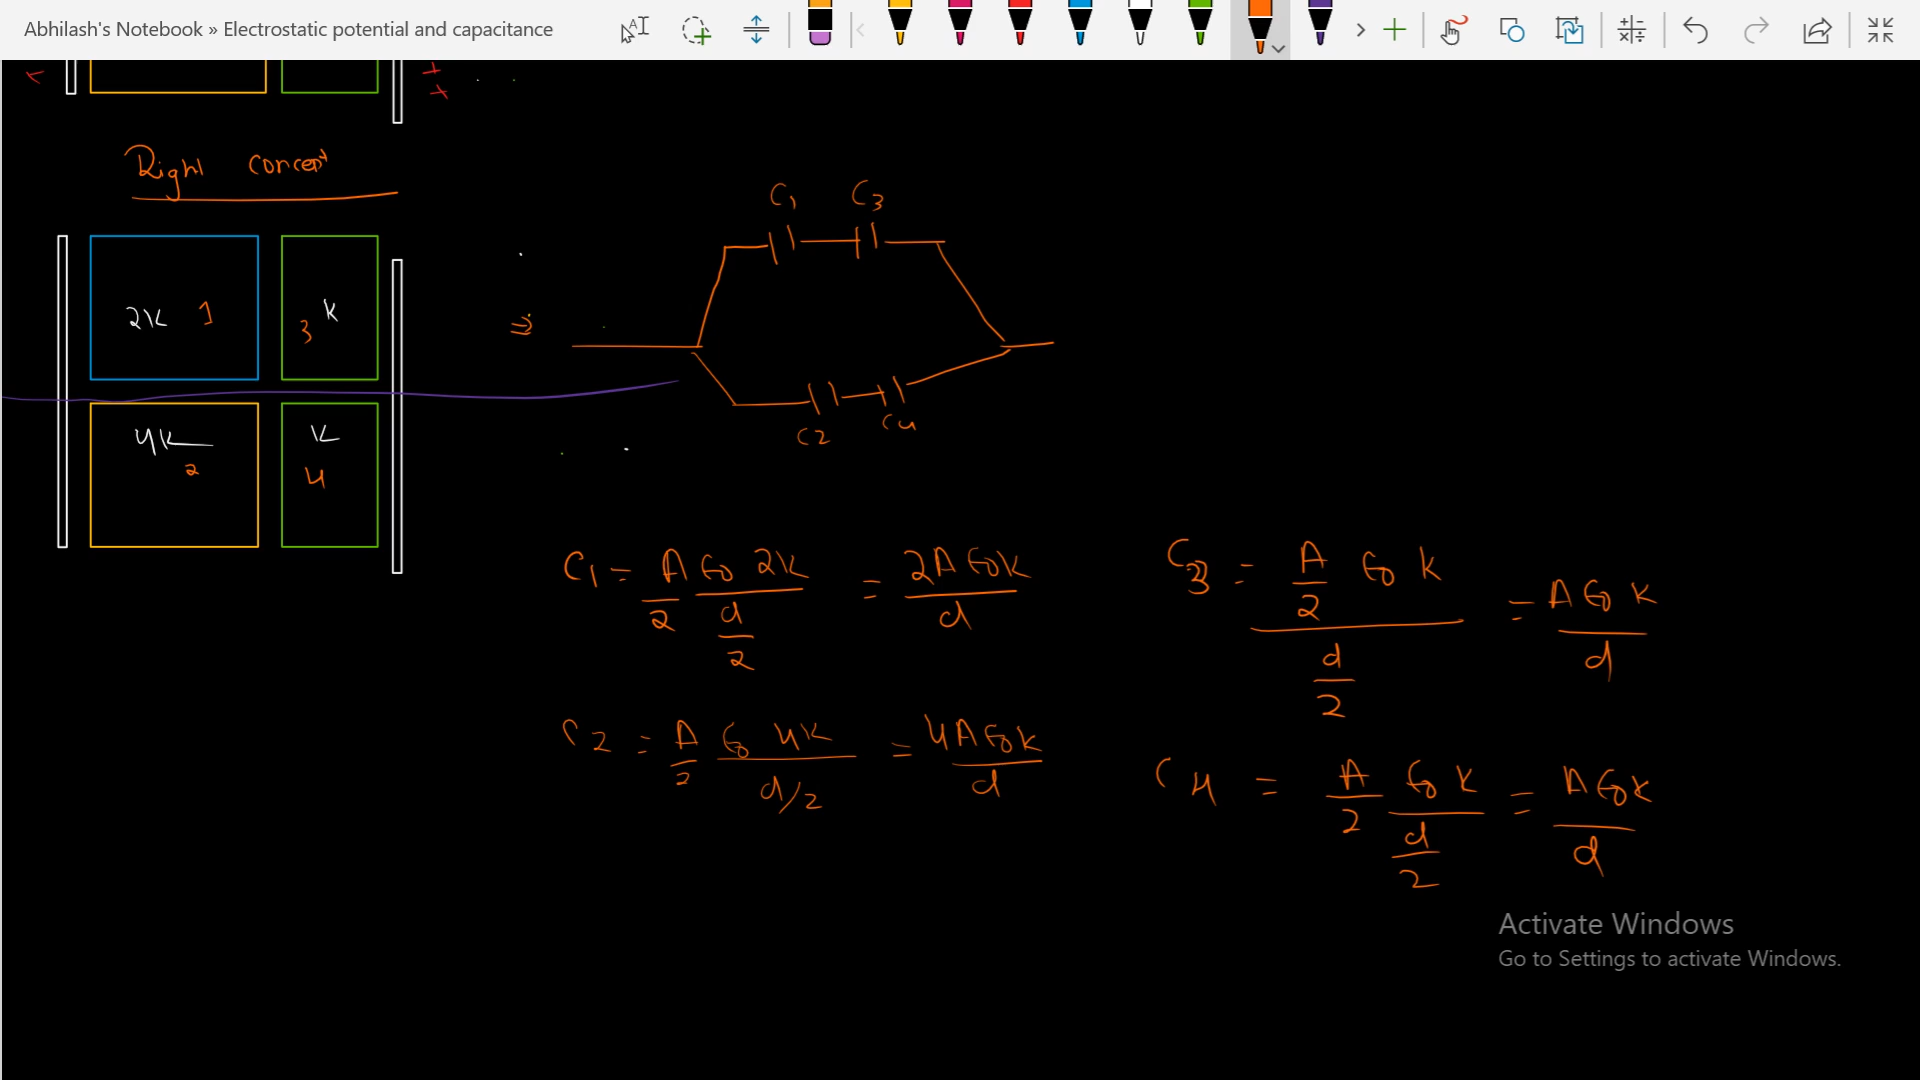 Abhilash's Notebook » Electrostatic potential and capacitance
Right concept
C1 C3
2K 1
3 K
⇒
4K
2
K
4
C2 C4
C1 = A/2 ϵ0 2K / (d/2) = 2Aϵ0K / d
C3 = A/2 ϵ0 K / (d/2) = Aϵ0K / d
C2 = A/2 ϵ0 4K / (d/2) = 4Aϵ0K / d
C4 = A/2 ϵ0 K / (d/2) = Aϵ0K / d
Activate Windows
Go to Settings to activate Windows.